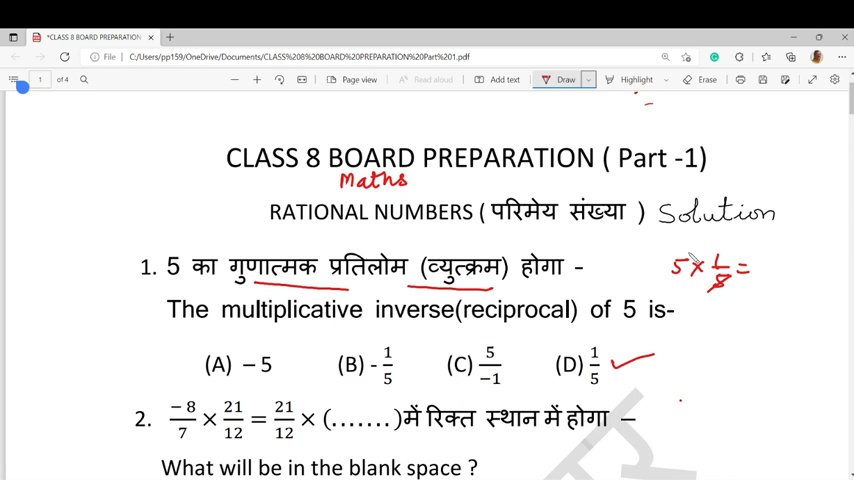 *CLASS 8 BOARD PREPARATION
File C:/Users/pp159/OneDrive/Documents/CLASS%208%20BOARD%20PREPARATION%20Part%201.pdf
1 of 4 Page view Read aloud Add text Draw Highlight Erase
CLASS 8 BOARD PREPARATION ( Part -1)
Maths
RATIONAL NUMBERS ( परिमेय संख्या ) Solution
1. 5 का गुणात्मक प्रतिलोम (व्युत्क्रम) होगा - 5 × 1/5 =
The multiplicative inverse(reciprocal) of 5 is-
(A) – 5 (B) - 1/5 (C) 5/−1 (D) 1/5
2. − 8/7 × 21/12 = 21/12 × (.......) में रिक्त स्थान में होगा –
What will be in the blank space ?